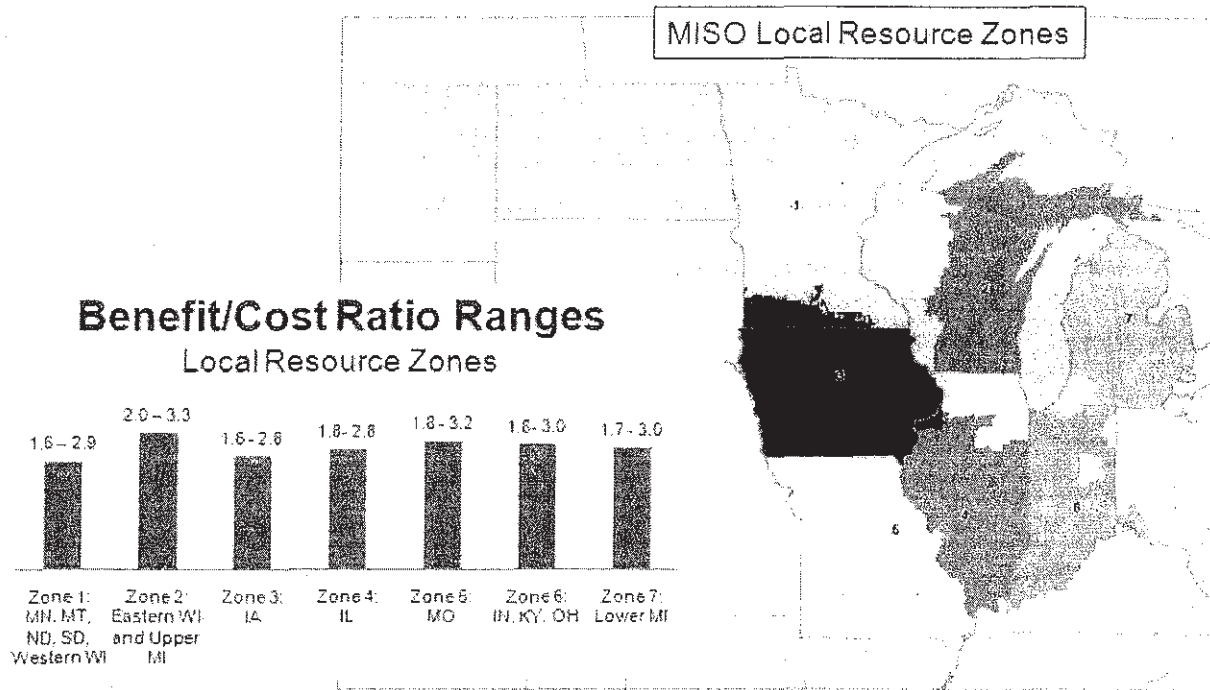 MISO Local Resource Zones
1
2
7
3
4
5
6
Benefit/Cost Ratio Ranges
Local Resource Zones
1.6 – 2.9
2.0 – 3.3
1.6 - 2.8
1.8 - 2.8
1.8 - 3.2
1.8 - 3.0
1.7 - 3.0
Zone 1:
MN, MT,
ND, SD,
Western WI
Zone 2:
Eastern WI
and Upper
MI
Zone 3:
IA
Zone 4:
IL
Zone 5:
MO
Zone 6:
IN, KY, OH
Zone 7:
Lower MI